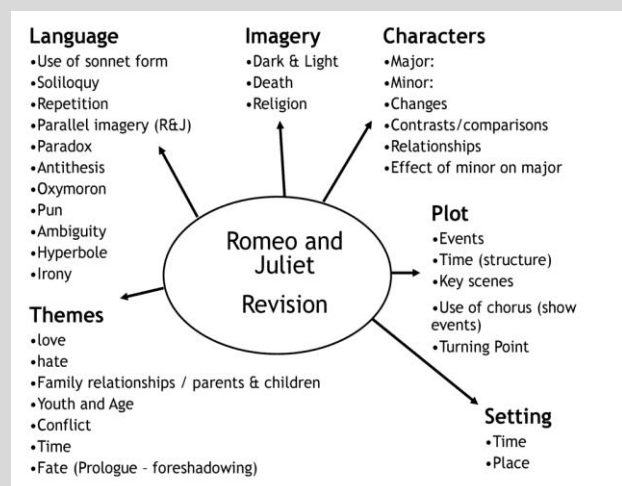 Language
•Use of sonnet form
•Soliloquy
•Repetition
•Parallel imagery (R&J)
•Paradox
•Antithesis
•Oxymoron
•Pun
•Ambiguity
•Hyperbole
•Irony
Imagery
•Dark & Light
•Death
•Religion
Characters
•Major:
•Minor:
•Changes
•Contrasts/comparisons
•Relationships
•Effect of minor on major
Romeo and
Juliet
Revision
Plot
•Events
•Time (structure)
•Key scenes
•Use of chorus (show
events)
•Turning Point
Themes
•love
•hate
•Family relationships / parents & children
•Youth and Age
•Conflict
•Time
•Fate (Prologue - foreshadowing)
Setting
•Time
•Place